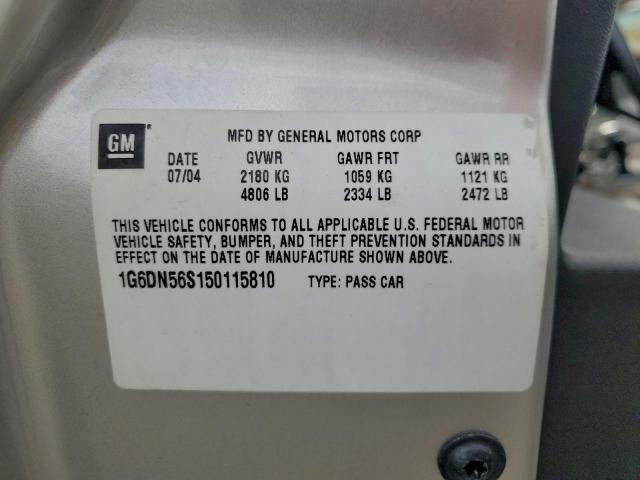 GM
MFD BY GENERAL MOTORS CORP
DATE GVWR GAWR FRT GAWR RR
07/04 2180 KG 1059 KG 1121 KG
4806 LB 2334 LB 2472 LB
THIS VEHICLE CONFORMS TO ALL APPLICABLE U.S. FEDERAL MOTOR
VEHICLE SAFETY, BUMPER, AND THEFT PREVENTION STANDARDS IN
EFFECT ON THE DATE OF MANUFACTURE SHOWN ABOVE.
1G6DN56S150115810 TYPE: PASS CAR